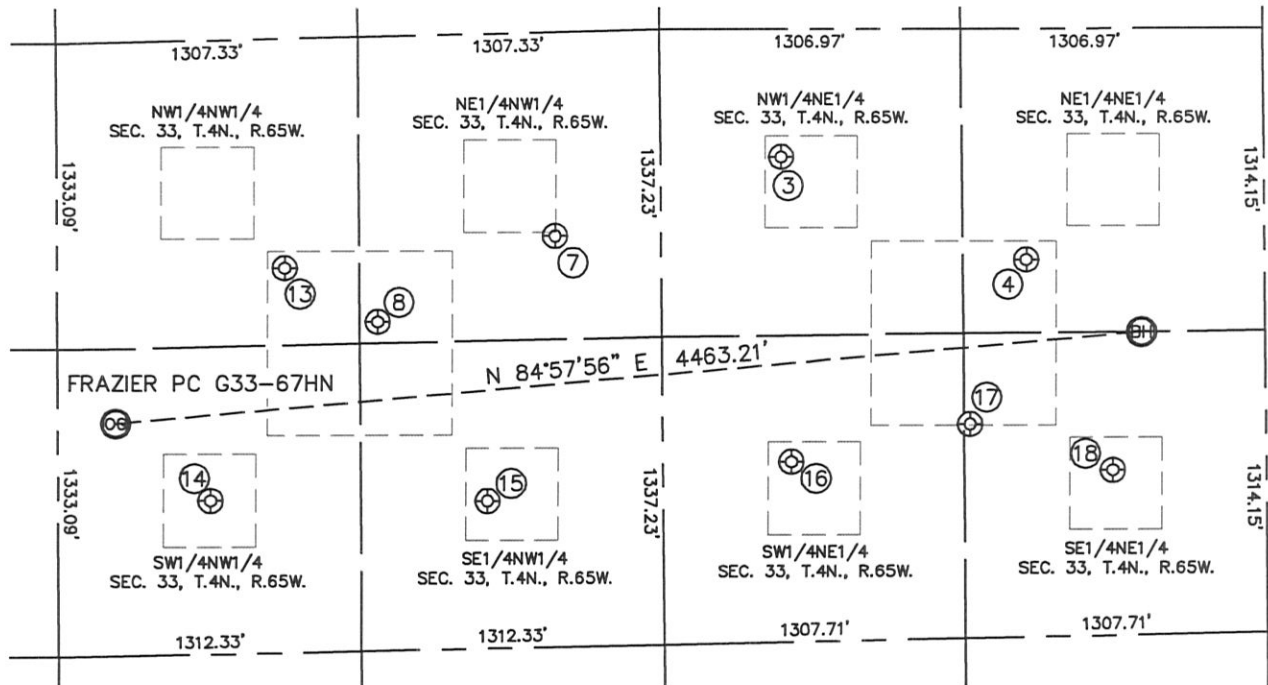 1307.33'
1307.33'
1306.97'
1306.97'
NW1/4NW1/4
SEC. 33, T.4N., R.65W.
NE1/4NW1/4
SEC. 33, T.4N., R.65W.
NW1/4NE1/4
SEC. 33, T.4N., R.65W.
NE1/4NE1/4
SEC. 33, T.4N., R.65W.
1333.09'
1337.23'
1314.15'
3
7
13
8
4
FRAZIER PC G33-67HN
N 84°57'56" E 4463.21'
BH
OG
17
14
15
16
18
1333.09'
1337.23'
1314.15'
SW1/4NW1/4
SEC. 33, T.4N., R.65W.
SE1/4NW1/4
SEC. 33, T.4N., R.65W.
SW1/4NE1/4
SEC. 33, T.4N., R.65W.
SE1/4NE1/4
SEC. 33, T.4N., R.65W.
1312.33'
1312.33'
1307.71'
1307.71'